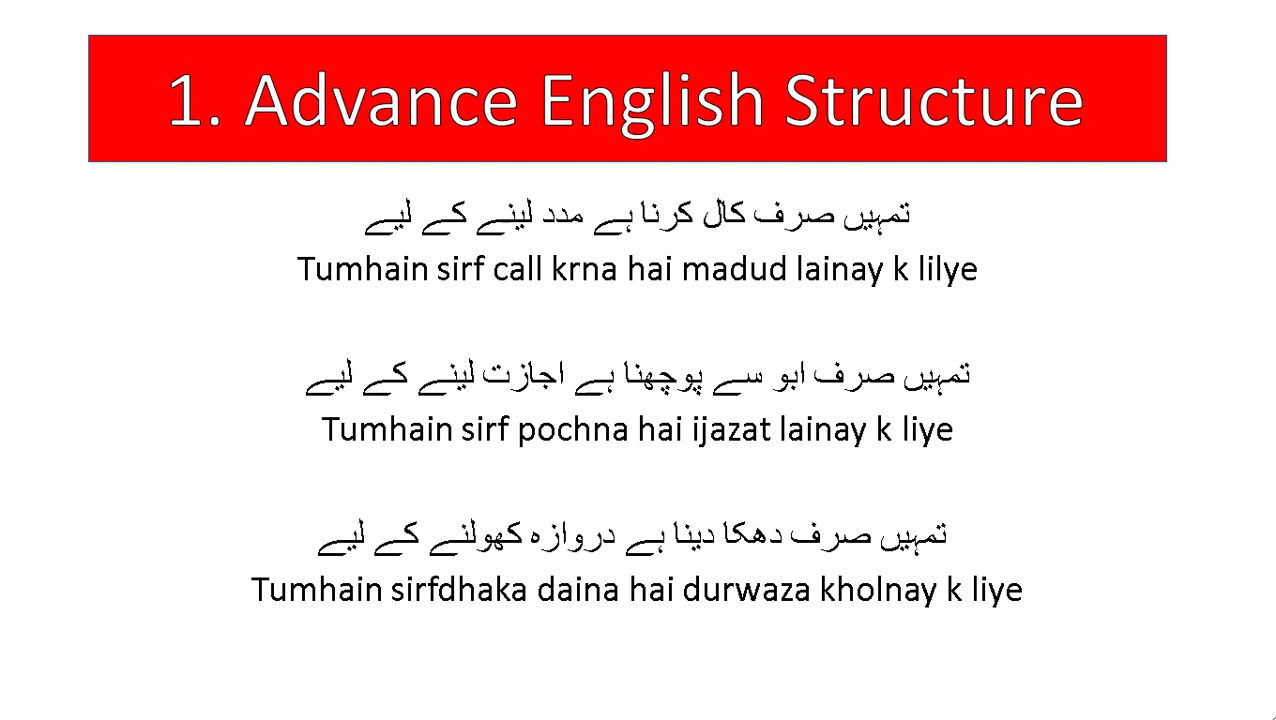 1. Advance English Structure
تمہیں صرف کال کرنا ہے مدد لینے کے لیے
Tumhain sirf call krna hai madud lainay k lilye
تمہیں صرف ابو سے پوچھنا ہے اجازت لینے کے لیے
Tumhain sirf pochna hai ijazat lainay k liye
تمہیں صرف دھکا دینا ہے دروازہ کھولنے کے لیے
Tumhain sirfdhaka daina hai durwaza kholnay k liye